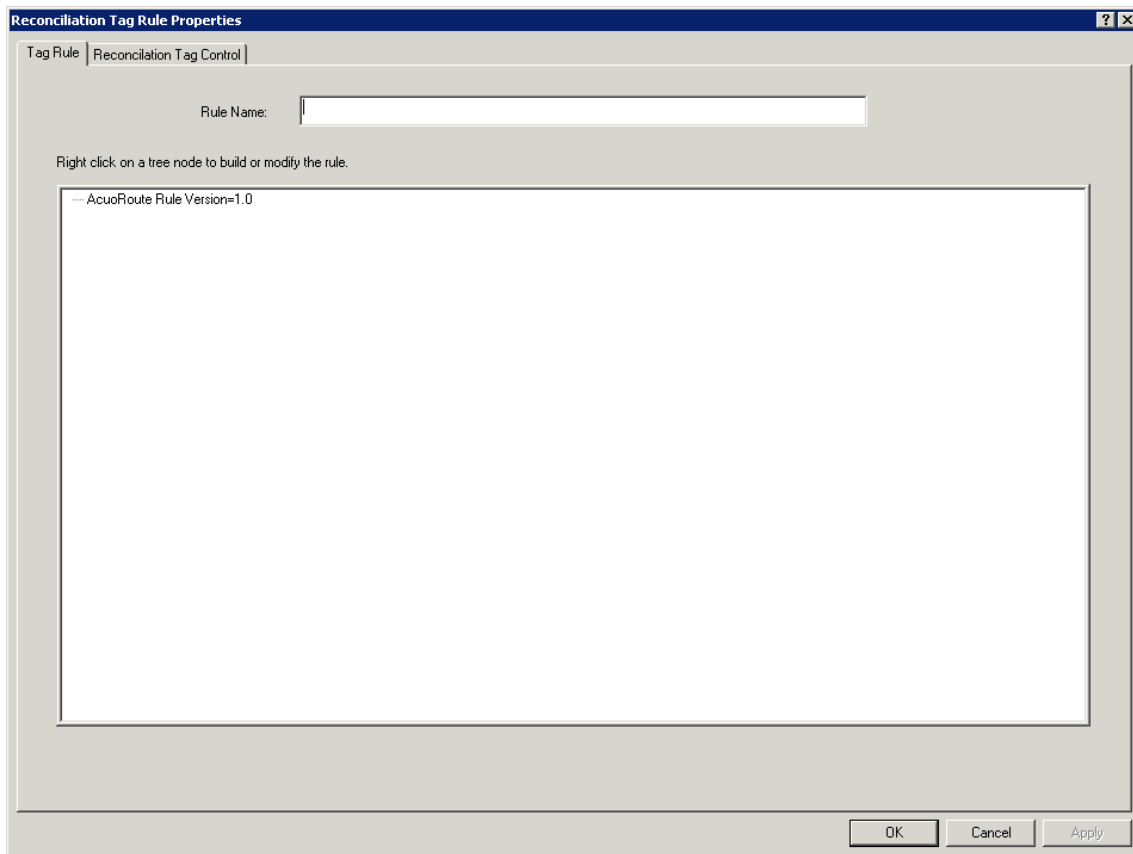 Reconciliation Tag Rule Properties
Tag Rule
Reconcilation Tag Control
Rule Name:
Right click on a tree node to build or modify the rule.
AcuoRoute Rule Version=1.0
OK
Cancel
Apply